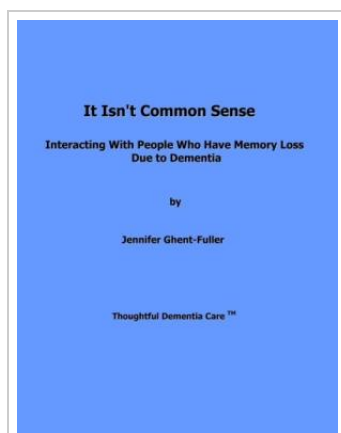 It Isn't Common Sense
Interacting With People Who Have Memory Loss
Due to Dementia
by
Jennifer Ghent-Fuller
Thoughtful Dementia Care ™